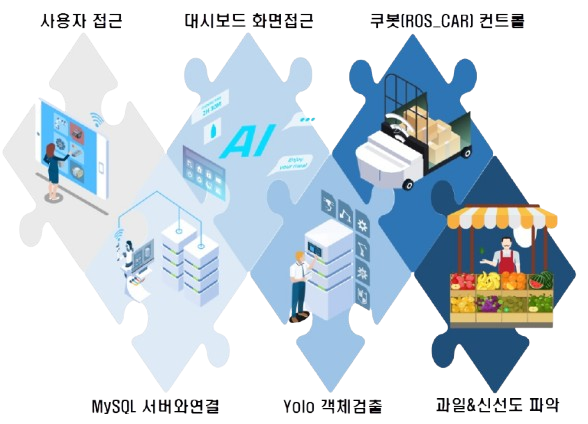 사용자 접근
대시보드 화면접근
쿠봇(ROS_CAR) 컨트롤
AI
MySQL 서버와연결
Yolo 객체검출
과일&신선도 파악